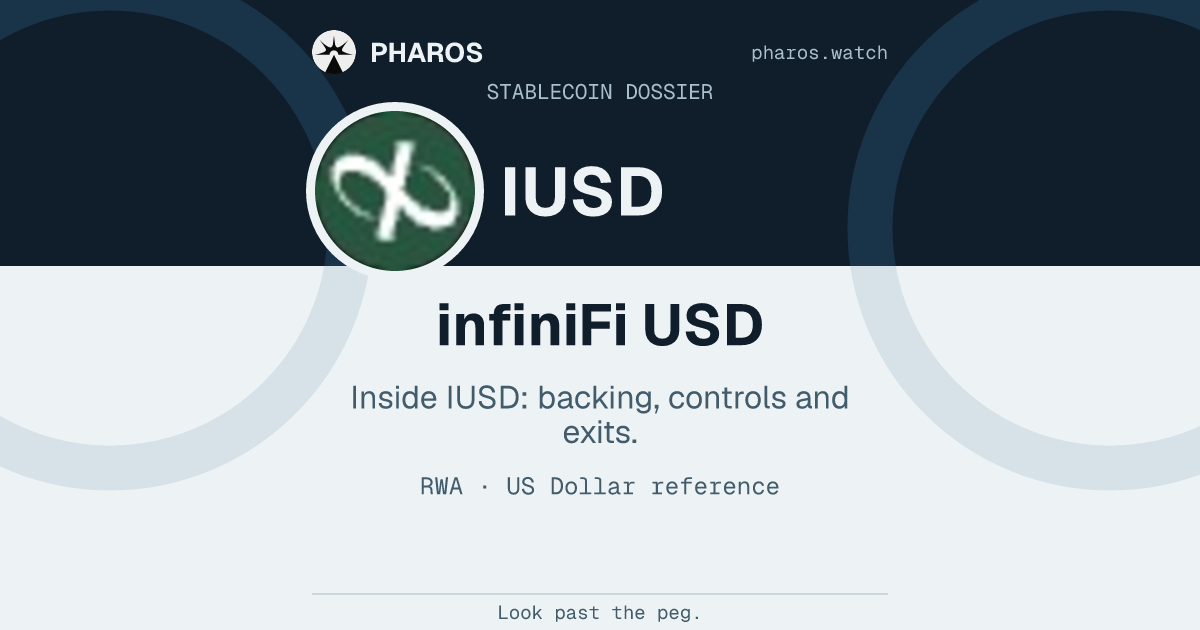 PHAROS
pharos.watch
STABLECOIN DOSSIER
IUSD
infiniFi USD
Inside IUSD: backing, controls and
exits.
RWA · US Dollar reference
Look past the peg.